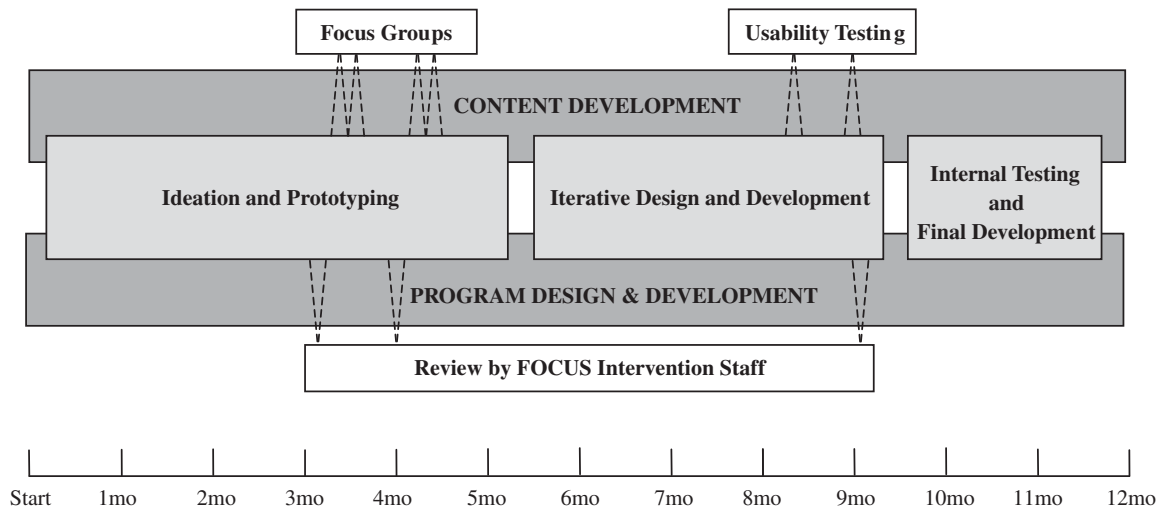 Focus Groups
Usability Testing
CONTENT DEVELOPMENT
Ideation and Prototyping
Iterative Design and Development
Internal Testing
and
Final Development
PROGRAM DESIGN & DEVELOPMENT
Review by FOCUS Intervention Staff
Start 1mo 2mo 3mo 4mo 5mo 6mo 7mo 8mo 9mo 10mo 11mo 12mo